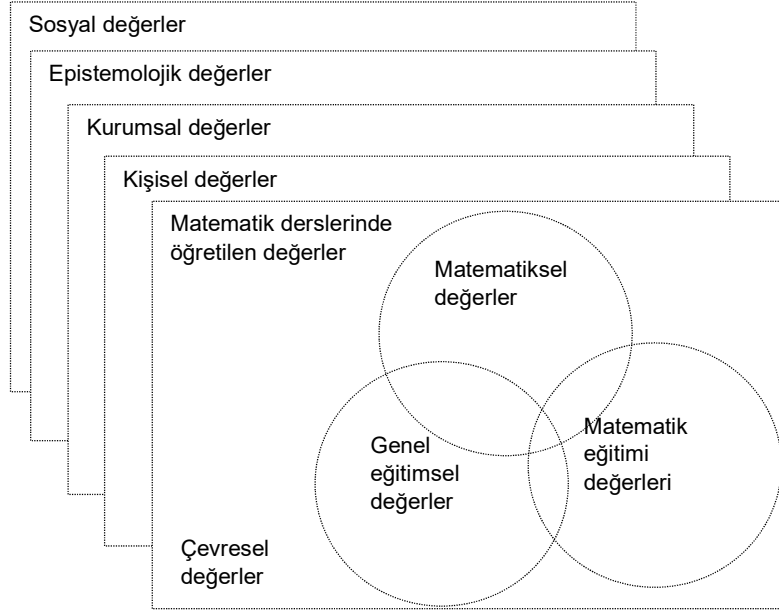 Sosyal değerler
Epistemolojik değerler
Kurumsal değerler
Kişisel değerler
Matematik derslerinde
öğretilen değerler
Matematiksel
değerler
Genel
eğitimsel
değerler
Matematik
eğitimi
değerleri
Çevresel
değerler